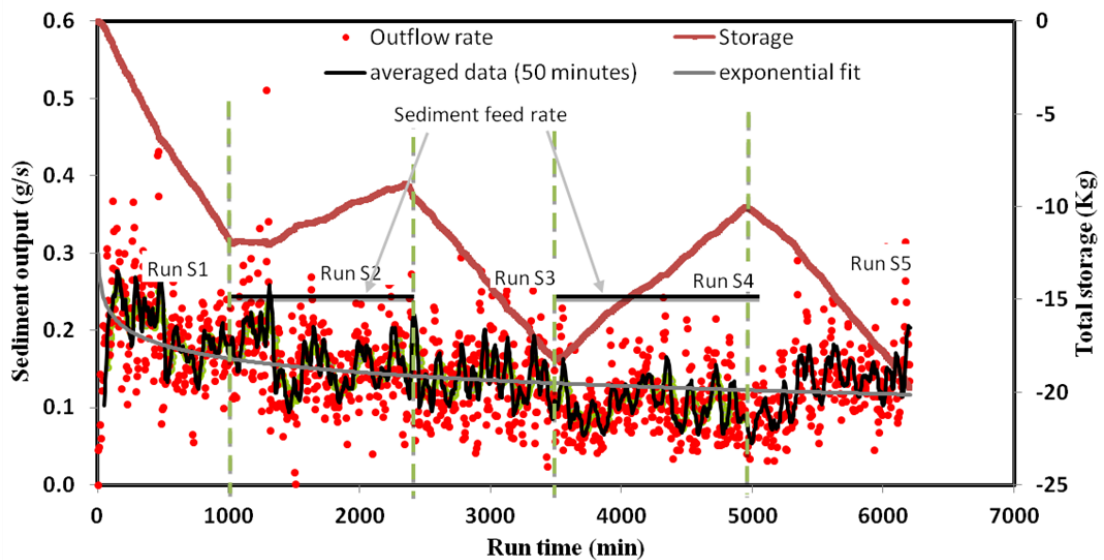 0.6
0.5
0.4
0.3
0.2
0.1
0.0
Sediment output (g/s)
Outflow rate
Storage
averaged data (50 minutes)
exponential fit
Sediment feed rate
Run S1
Run S2
Run S3
Run S4
Run S5
0
-5
-10
-15
-20
-25
Total storage (Kg)
0
1000
2000
3000
4000
5000
6000
7000
Run time (min)